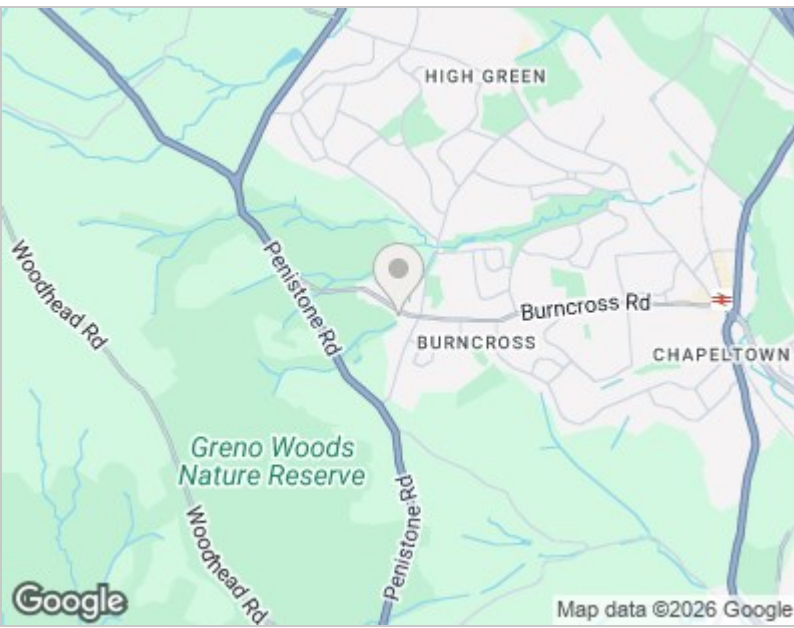 HIGH GREEN
Woodhead Rd
Penistone Rd
Burncross Rd
BURNCROSS
CHAPELTOWN
Greno Woods
Nature Reserve
Penistone Rd
Woodhead Rd
Google
Map data ©2026 Google